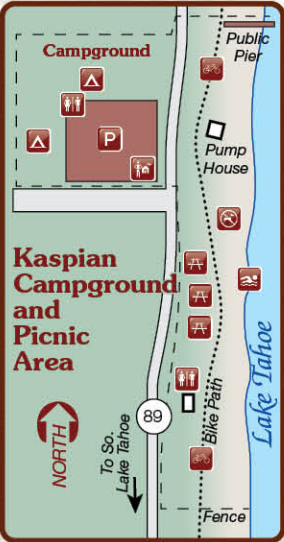 Campground
Public
Pier
P
Pump
House
Kaspian
Campground
and
Picnic
Area
Lake Tahoe
NORTH
To So.
Lake Tahoe
89
Bike Path
Fence